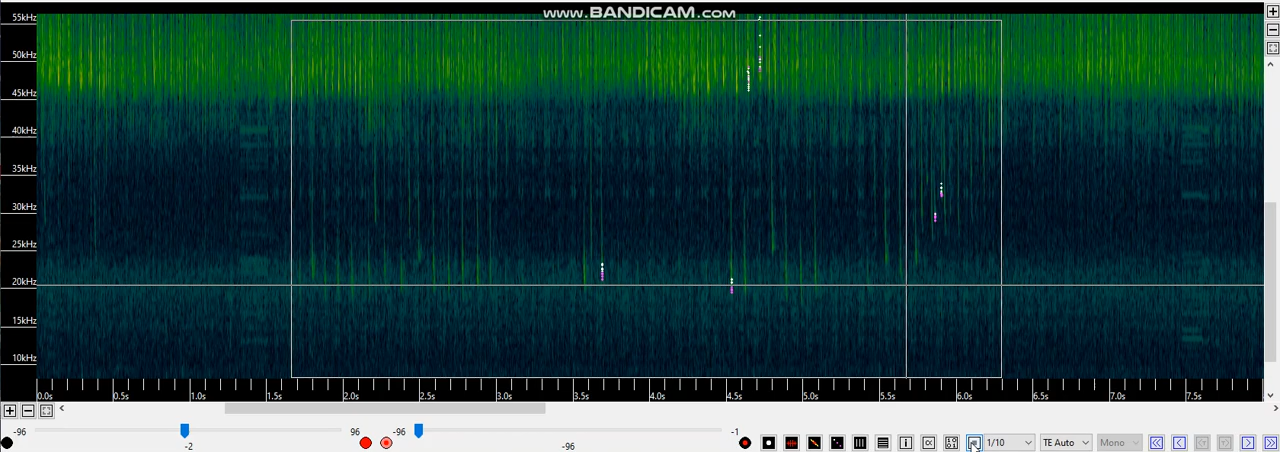 www.BANDICAM.com
55kHz
50kHz
45kHz
40kHz
35kHz
30kHz
25kHz
20kHz
15kHz
10kHz
0.0s 0.5s 1.5s 2.0s 2.5s 3.0s 3.5s 4.0s 4.5s 5.0s 5.5s 6.0s 6.5s 7.0s 7.5s
-96 96 -96 -1
-2 -96
i α 1/10 TE Auto Mono